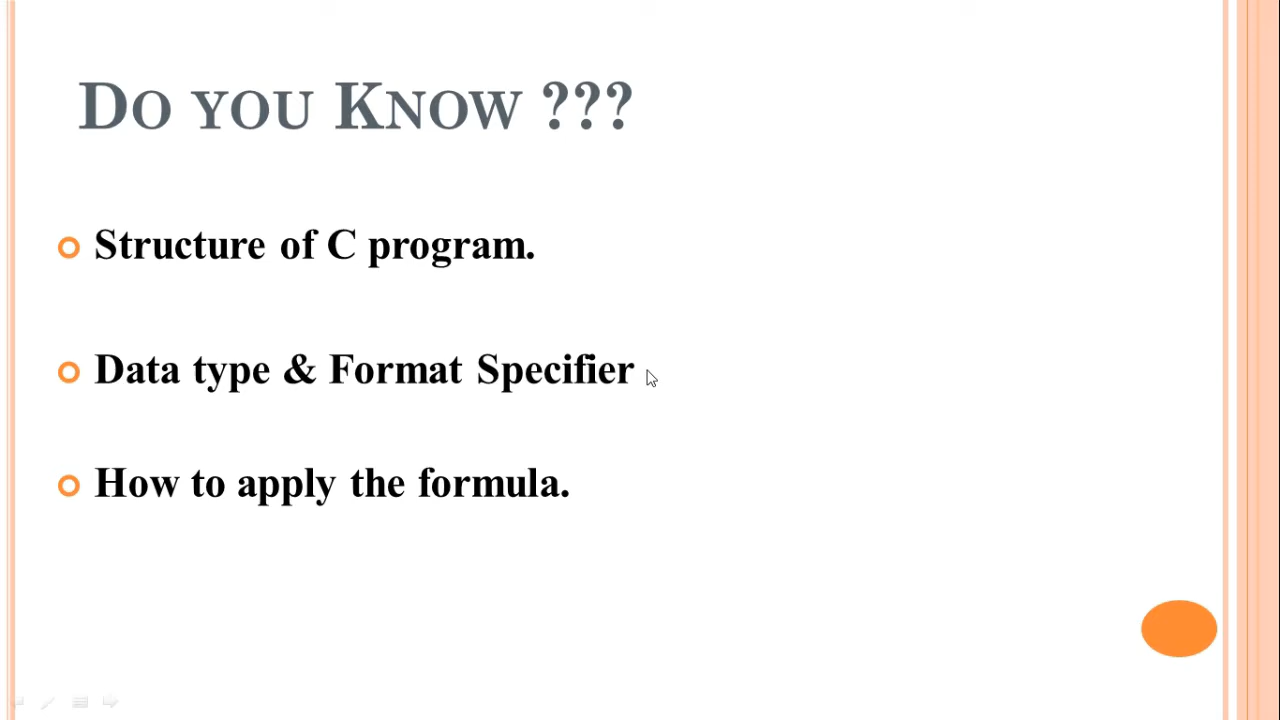 Do you Know ???
Structure of C program.
Data type & Format Specifier
How to apply the formula.